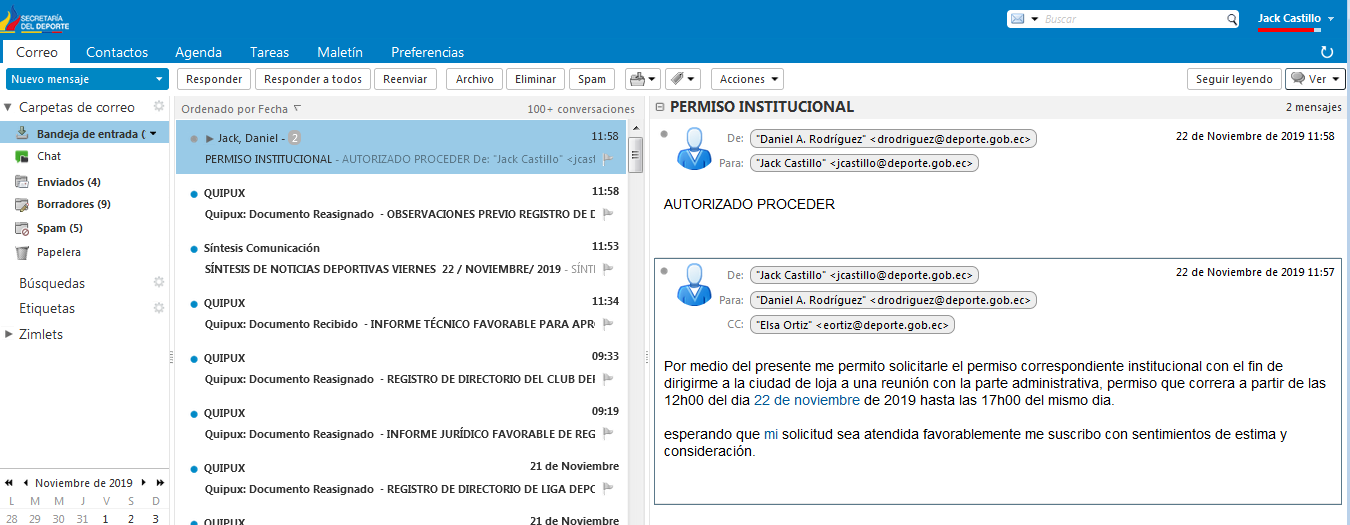 SECRETARÍA
DEL DEPORTE
Buscar
Jack Castillo
Correo Contactos Agenda Tareas Maletín Preferencias
Nuevo mensaje
Responder Responder a todos Reenviar Archivo Eliminar Spam Acciones Seguir leyendo Ver
Carpetas de correo
Bandeja de entrada (
Chat
Enviados (4)
Borradores (9)
Spam (5)
Papelera
Búsquedas
Etiquetas
Zimlets
Noviembre de 2019
L M M J V S D
28 29 30 31 1 2 3
Ordenado por Fecha 100+ conversaciones
Jack, Daniel - 2 11:58
PERMISO INSTITUCIONAL - AUTORIZADO PROCEDER De: "Jack Castillo" <jcast
QUIPUX 11:58
Quipux: Documento Reasignado - OBSERVACIONES PREVIO REGISTRO DE D
Síntesis Comunicación 11:53
SÍNTESIS DE NOTICIAS DEPORTIVAS VIERNES 22 / NOVIEMBRE/ 2019 - SÍNT
QUIPUX 11:34
Quipux: Documento Recibido - INFORME TÉCNICO FAVORABLE PARA APRO
QUIPUX 09:33
Quipux: Documento Reasignado - REGISTRO DE DIRECTORIO DEL CLUB DEP
QUIPUX 09:19
Quipux: Documento Reasignado - INFORME JURÍDICO FAVORABLE DE REG
QUIPUX 21 de Noviembre
Quipux: Documento Reasignado - REGISTRO DE DIRECTORIO DE LIGA DEPO
QUIPUX 21 de Noviembre
PERMISO INSTITUCIONAL 2 mensajes
De: "Daniel A. Rodríguez" <drodriguez@deporte.gob.ec> 22 de Noviembre de 2019 11:58
Para: "Jack Castillo" <jcastillo@deporte.gob.ec>
AUTORIZADO PROCEDER
De: "Jack Castillo" <jcastillo@deporte.gob.ec> 22 de Noviembre de 2019 11:57
Para: "Daniel A. Rodríguez" <drodriguez@deporte.gob.ec>
CC: "Elsa Ortiz" <eortiz@deporte.gob.ec>
Por medio del presente me permito solicitarle el permiso correspondiente institucional con el fin de
dirigirme a la ciudad de loja a una reunión con la parte administrativa, permiso que correra a partir de las
12h00 del dia 22 de noviembre de 2019 hasta las 17h00 del mismo dia.
esperando que mi solicitud sea atendida favorablemente me suscribo con sentimientos de estima y
consideración.